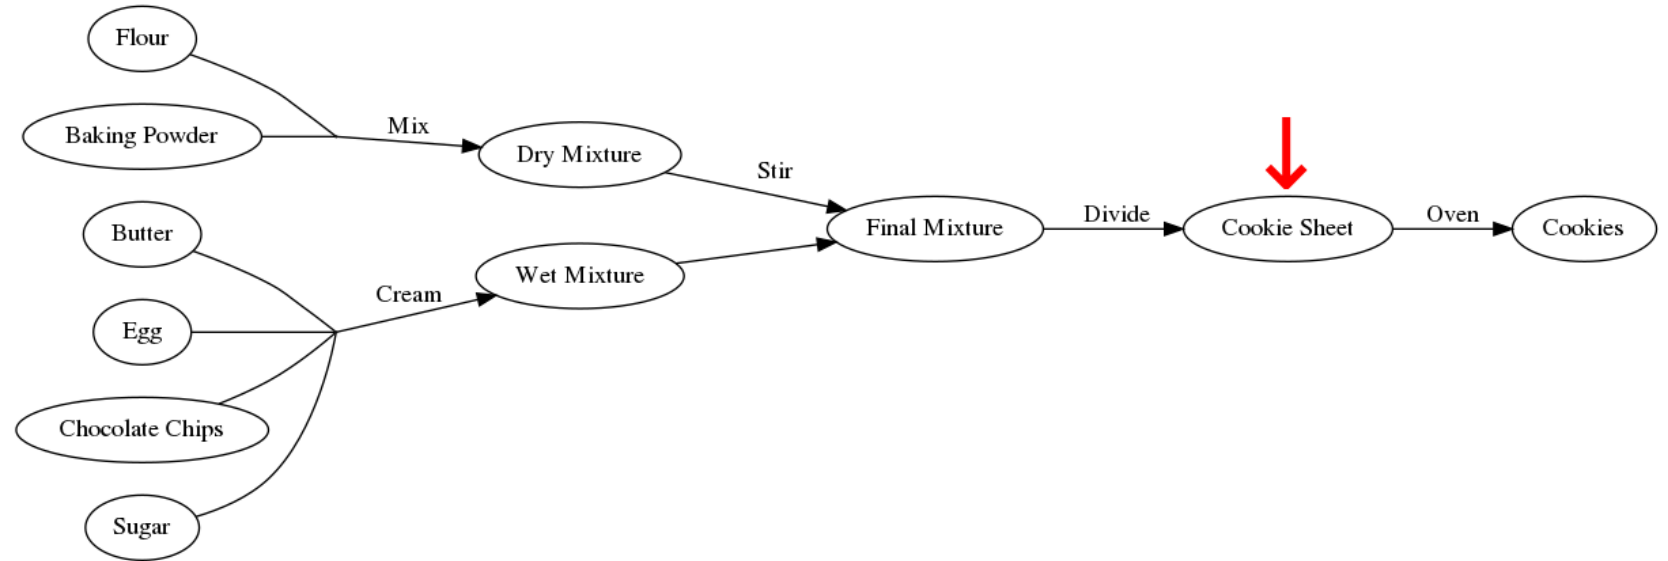 Flour
Baking Powder
Mix
Dry Mixture
Stir
Butter
Egg
Chocolate Chips
Sugar
Cream
Wet Mixture
Final Mixture
Divide
Cookie Sheet
Oven
Cookies